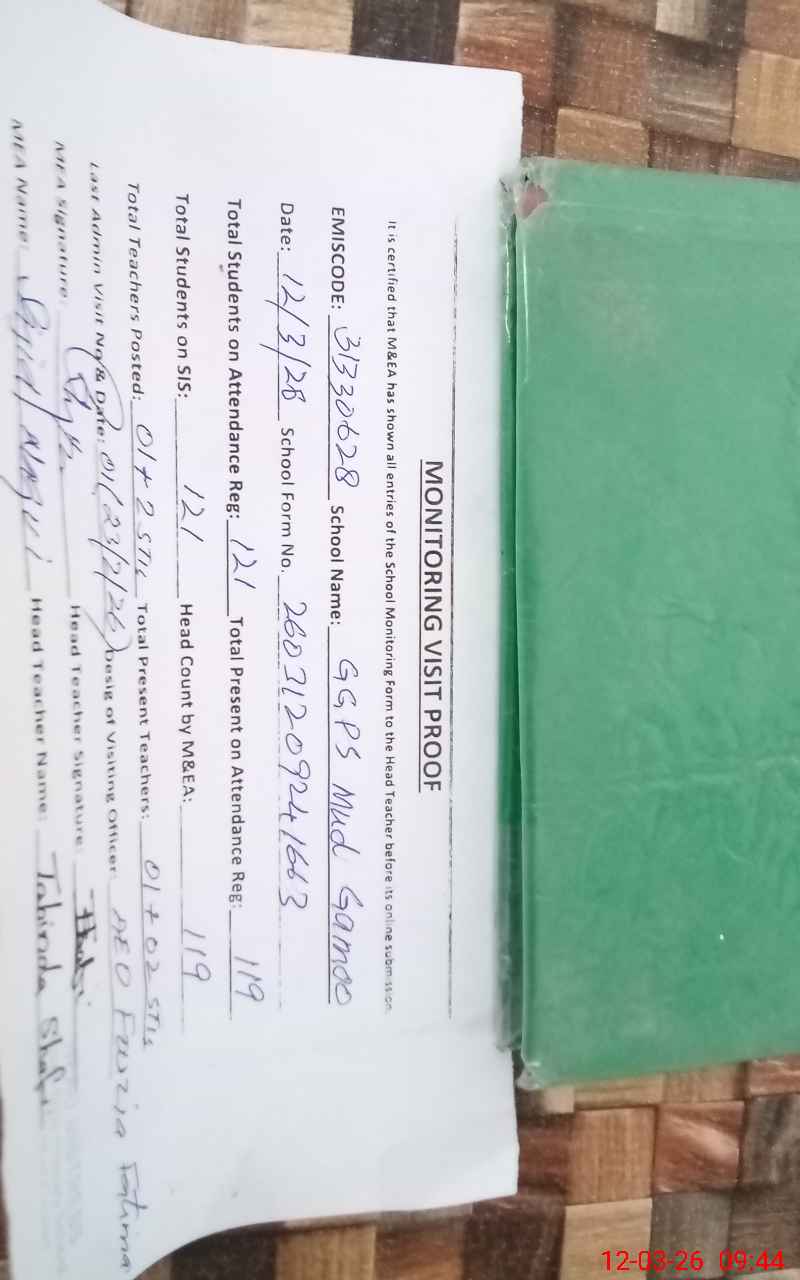 MONITORING VISIT PROOF
It is certified that M&EA has shown all entries of the School Monitoring Form to the Head Teacher before its online submission.
EMISCODE: 31330628 School Name: GGPS Mud Gamoo
Date: 12/3/26 School Form No. 26031209241663
Total Students on Attendance Reg: 121 Total Present on Attendance Reg: 119
Total Students on SIS: 121 Head Count by M&EA: 119
Total Teachers Posted: 01+2 STIs Total Present Teachers: 01+02 STIs
Last Admin Visit No & Date: 01(23/2/26) Desig of Visiting Officer: AEO Fauzia Fatima
MEA Signature: Head Teacher Signature:
MEA Name: Naqvi Head Teacher Name:
12-03-26 09:44